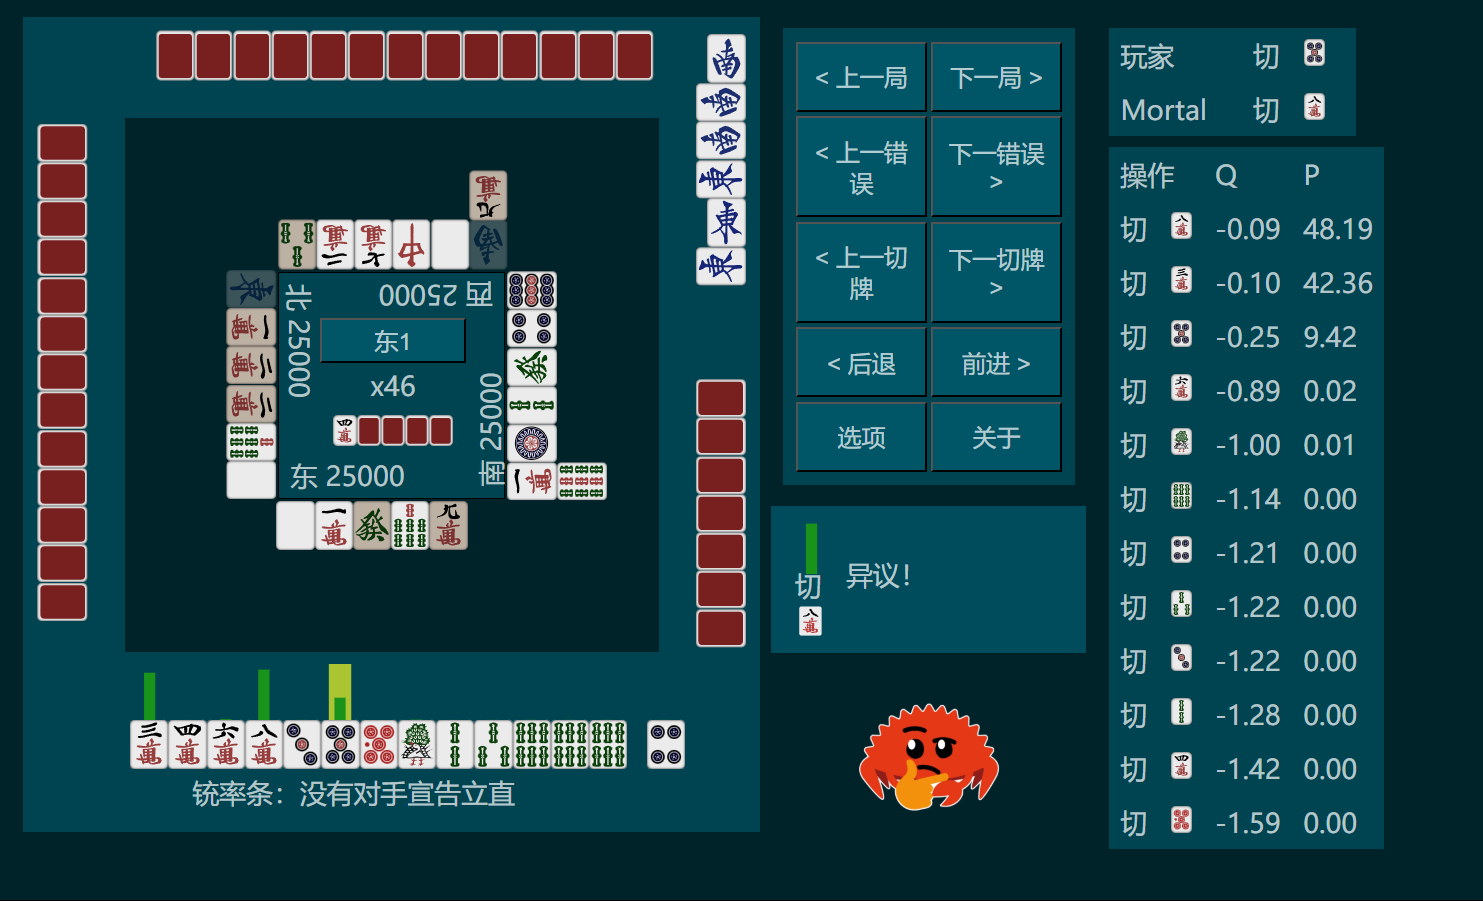 北 25000
西 25000
东1
x46
南 25000
东 25000
铳率条：没有对手宣告立直
< 上一局
下一局 >
< 上一错
误
下一错误
>
< 上一切
牌
下一切牌
>
< 后退
前进 >
选项
关于
切
异议！
玩家 切
Mortal 切
操作 Q P
切 -0.09 48.19
切 -0.10 42.36
切 -0.25 9.42
切 -0.89 0.02
切 -1.00 0.01
切 -1.14 0.00
切 -1.21 0.00
切 -1.22 0.00
切 -1.22 0.00
切 -1.28 0.00
切 -1.42 0.00
切 -1.59 0.00